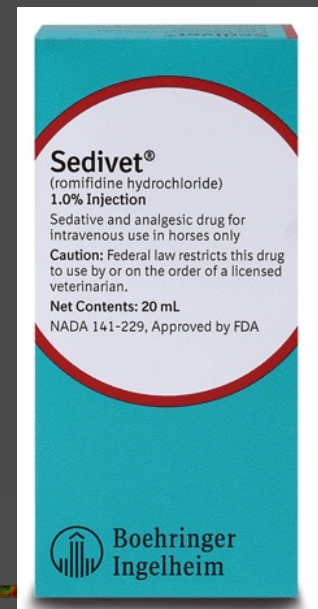 Sedivet®
(romifidine hydrochloride)
1.0% Injection
Sedative and analgesic drug for
intravenous use in horses only
Caution: Federal law restricts this drug
to use by or on the order of a licensed
veterinarian.
Net Contents: 20 mL
NADA 141-229, Approved by FDA
Boehringer
Ingelheim